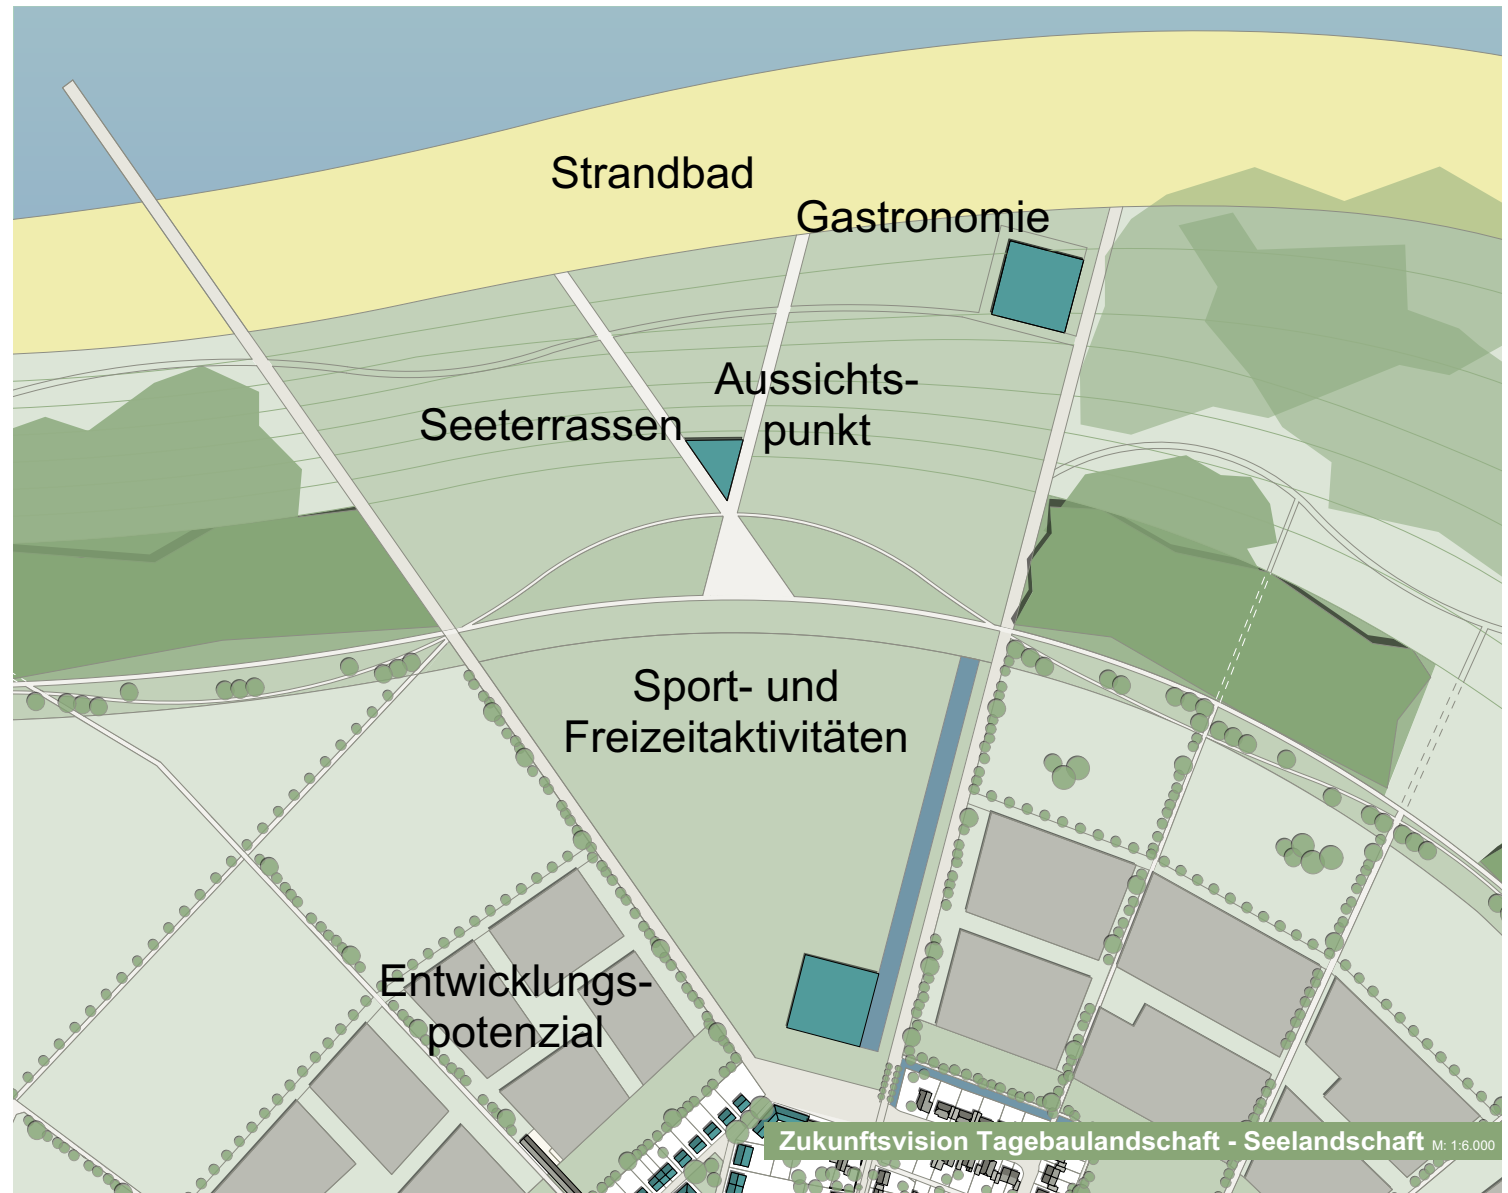 Strandbad
Gastronomie
Aussichts-
punkt
Seeterrassen
Sport- und
Freizeitaktivitäten
Entwicklungs-
potenzial
Zukunftsvision Tagebaulandschaft - Seelandschaft M: 1:6.000